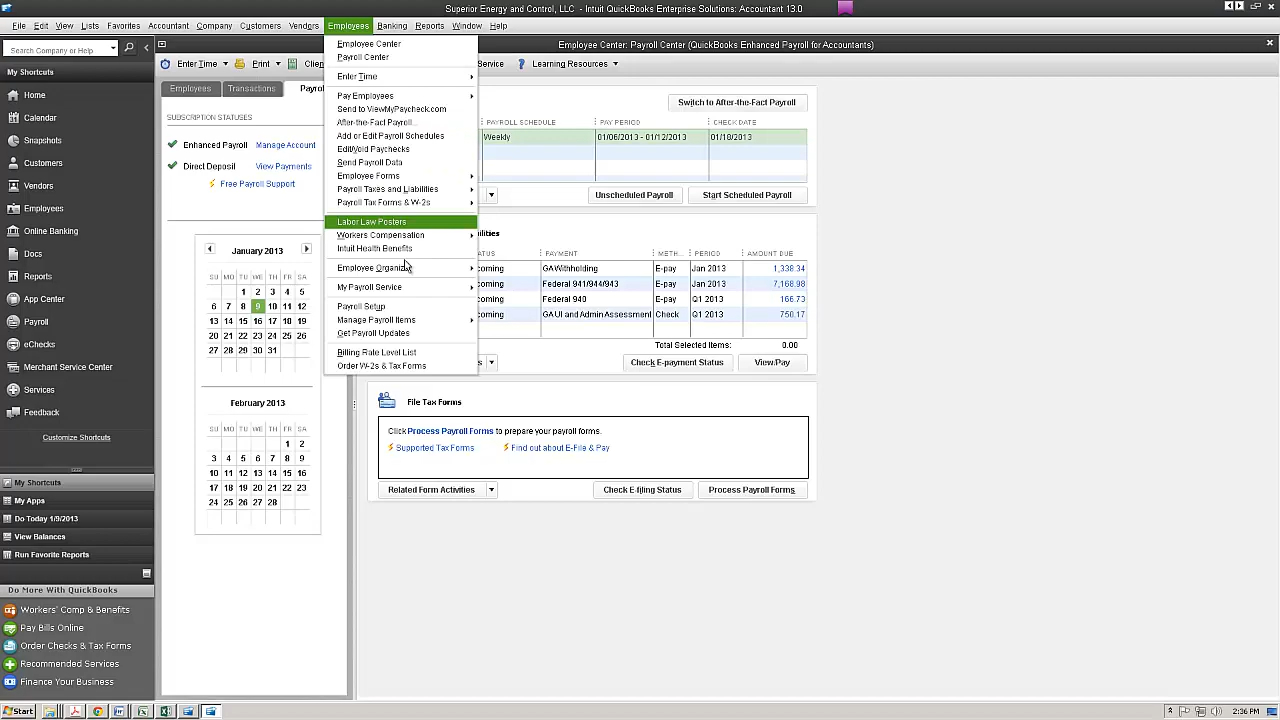 Superior Energy and Control, LLC - Intuit QuickBooks Enterprise Solutions: Accountant 13.0
File Edit View Lists Favorites Accountant Company Customers Vendors Employees Banking Reports Window Help
Search Company or Help
My Shortcuts
Home
Calendar
Snapshots
Customers
Vendors
Employees
Online Banking
Docs
Reports
App Center
Payroll
eChecks
Merchant Service Center
Services
Feedback
Customize Shortcuts
My Shortcuts
My Apps
Do Today 1/9/2013
View Balances
Run Favorite Reports
Do More With QuickBooks
Workers' Comp & Benefits
Pay Bills Online
Order Checks & Tax Forms
Recommended Services
Finance Your Business
Employee Center: Payroll Center (QuickBooks Enhanced Payroll for Accountants)
Enter Time Print Service Learning Resources
Employees Transactions
SUBSCRIPTION STATUSES
Enhanced Payroll Manage Account
Direct Deposit View Payments
Free Payroll Support
January 2013
SU MO TU WE TH FR SA
1 2 3 4 5
6 7 8 9 10 11 12
13 14 15 16 17 18 19
20 21 22 23 24 25 26
27 28 29 30 31
February 2013
SU MO TU WE TH FR SA
1 2
3 4 5 6 7 8 9
10 11 12 13 14 15 16
17 18 19 20 21 22 23
24 25 26 27 28
Employee Center
Payroll Center
Enter Time
Pay Employees
Send to ViewMyPaycheck.com
After-the-Fact Payroll...
Add or Edit Payroll Schedules
Edit/Void Paychecks
Send Payroll Data
Employee Forms
Payroll Taxes and Liabilities
Payroll Tax Forms & W-2s
Labor Law Posters
Workers Compensation
Intuit Health Benefits
Employee Organizer
My Payroll Service
Payroll Setup
Manage Payroll Items
Get Payroll Updates
Billing Rate Level List
Order W-2s & Tax Forms
Switch to After-the-Fact Payroll
PAYROLL SCHEDULE PAY PERIOD CHECK DATE
Weekly 01/06/2013 - 01/12/2013 01/18/2013
Unscheduled Payroll Start Scheduled Payroll
PAYMENT METH... PERIOD AMOUNT DUE
GA Withholding E-pay Jan 2013 1,338.34
Federal 941/944/943 E-pay Jan 2013 7,168.98
Federal 940 E-pay Q1 2013 166.73
GA UI and Admin Assessment Check Q1 2013 750.17
Total Selected Items: 0.00
Check E-payment Status View/Pay
File Tax Forms
Click Process Payroll Forms to prepare your payroll forms.
Supported Tax Forms Find out about E-File & Pay
Related Form Activities Check E-filing Status Process Payroll Forms
Start 2:36 PM